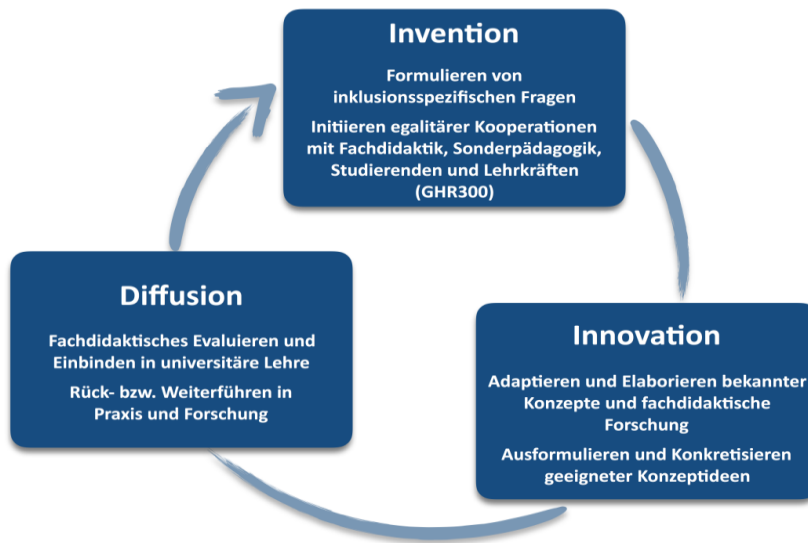 Invention
Formulieren von
inklusionsspezifischen Fragen
Initiieren egalitärer Kooperationen
mit Fachdidaktik, Sonderpädagogik,
Studierenden und Lehrkräften
(GHR300)
Diffusion
Fachdidaktisches Evaluieren und
Einbinden in universitäre Lehre
Rück- bzw. Weiterführen in
Praxis und Forschung
Innovation
Adaptieren und Elaborieren bekannter
Konzepte und fachdidaktische
Forschung
Ausformulieren und Konkretisieren
geeigneter Konzeptideen